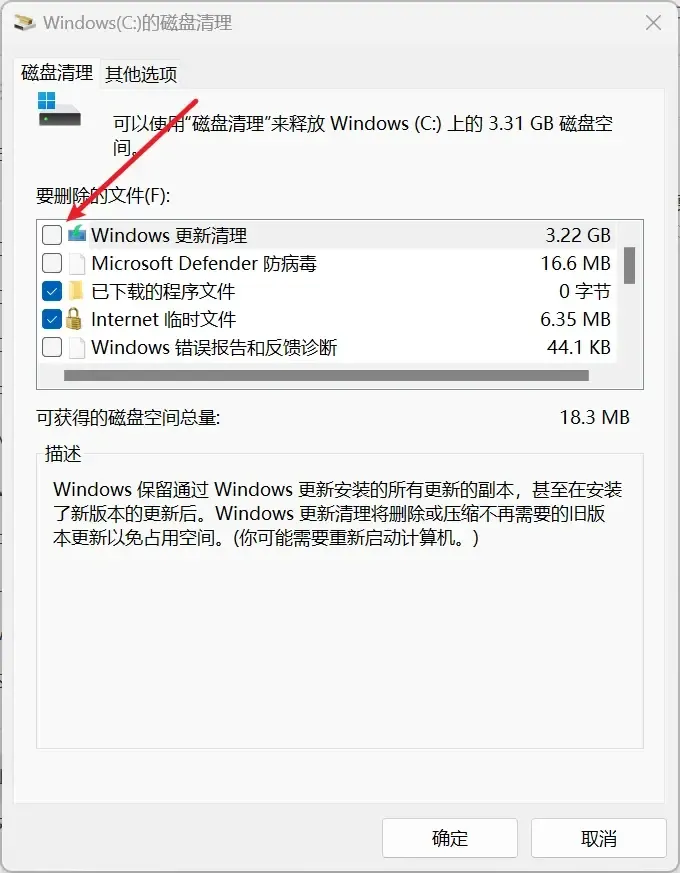 Windows(C:)的磁盘清理
磁盘清理
其他选项
可以使用“磁盘清理”来释放 Windows (C:) 上的 3.31 GB 磁盘空
间。
要删除的文件(F):
Windows 更新清理 3.22 GB
Microsoft Defender 防病毒 16.6 MB
已下载的程序文件 0 字节
Internet 临时文件 6.35 MB
Windows 错误报告和反馈诊断 44.1 KB
可获得的磁盘空间总量: 18.3 MB
描述
Windows 保留通过 Windows 更新安装的所有更新的副本，甚至在安装
了新版本的更新后。Windows 更新清理将删除或压缩不再需要的旧版
本更新以免占用空间。(你可能需要重新启动计算机。)
确定
取消